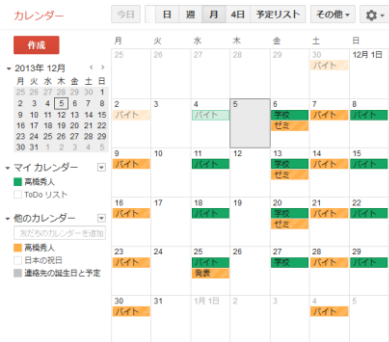 カレンダー 今日 日 週 月 4日 予定リスト その他
作成
2013年 12月
月 火 水 木 金 土 日
25 26 27 28 29 30 1
2 3 4 5 6 7 8
9 10 11 12 13 14 15
16 17 18 19 20 21 22
23 24 25 26 27 28 29
30 31 1 2 3 4 5
マイ カレンダー
高橋秀人
ToDo リスト
他のカレンダー
友だちのカレンダーを追加
高橋秀人
日本の祝日
連絡先の誕生日と予定
月 火 水 木 金 土 日
25 26 27 28 29 30 12月 1日
バイト
2 3 4 5 6 7 8
バイト バイト 学校 バイト バイト
ゼミ
9 10 11 12 13 14 15
バイト バイト 学校 バイト バイト
ゼミ
16 17 18 19 20 21 22
バイト バイト 学校 バイト バイト
ゼミ
23 24 25 26 27 28 29
バイト バイト 学校 バイト バイト
発表
30 31 1月 1日 2 3 4 5
バイト バイト